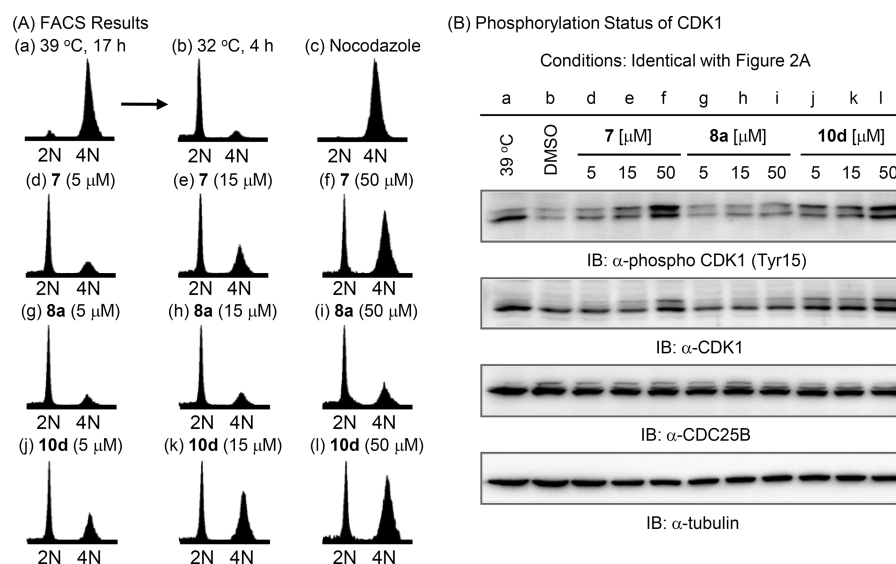 (A) FACS Results
(a) 39 °C, 17 h (b) 32 °C, 4 h (c) Nocodazole
2N 4N 2N 4N 2N 4N
(d) 7 (5 μM) (e) 7 (15 μM) (f) 7 (50 μM)
2N 4N 2N 4N 2N 4N
(g) 8a (5 μM) (h) 8a (15 μM) (i) 8a (50 μM)
2N 4N 2N 4N 2N 4N
(j) 10d (5 μM) (k) 10d (15 μM) (l) 10d (50 μM)
2N 4N 2N 4N 2N 4N
(B) Phosphorylation Status of CDK1
Conditions: Identical with Figure 2A
a b d e f g h i j k l
39 °C DMSO 7 [μM] 8a [μM] 10d [μM]
5 15 50 5 15 50 5 15 50
IB: α-phospho CDK1 (Tyr15)
IB: α-CDK1
IB: α-CDC25B
IB: α-tubulin